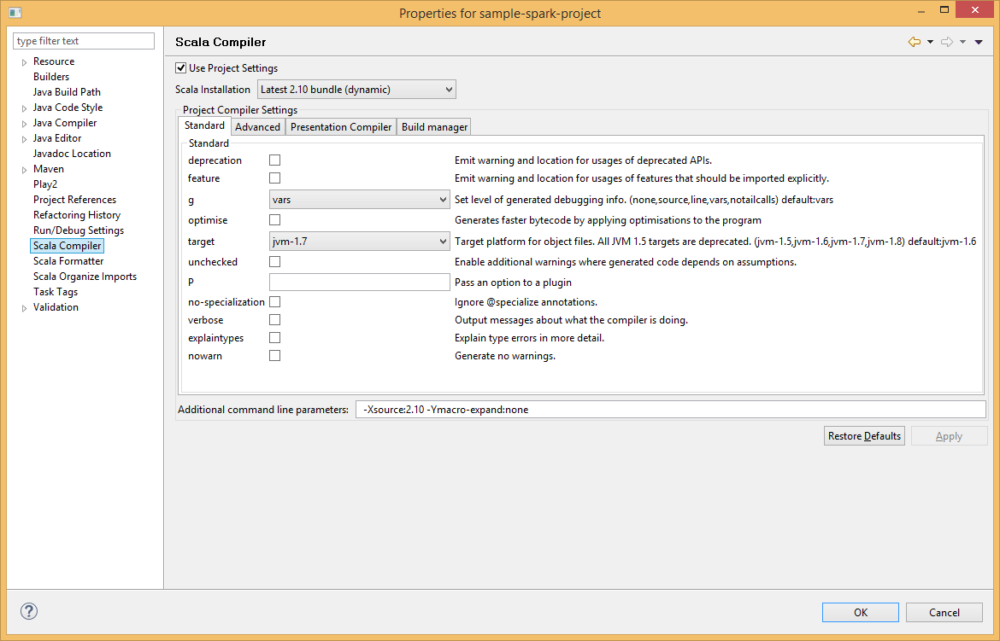 Properties for sample-spark-project
type filter text
Resource
Builders
Java Build Path
Java Code Style
Java Compiler
Java Editor
Javadoc Location
Maven
Play2
Project References
Refactoring History
Run/Debug Settings
Scala Compiler
Scala Formatter
Scala Organize Imports
Task Tags
Validation
Scala Compiler
Use Project Settings
Scala Installation Latest 2.10 bundle (dynamic)
Project Compiler Settings
Standard Advanced Presentation Compiler Build manager
Standard
deprecation Emit warning and location for usages of deprecated APIs.
feature Emit warning and location for usages of features that should be imported explicitly.
g vars Set level of generated debugging info. (none,source,line,vars,notailcalls) default:vars
optimise Generates faster bytecode by applying optimisations to the program
target jvm-1.7 Target platform for object files. All JVM 1.5 targets are deprecated. (jvm-1.5,jvm-1.6,jvm-1.7,jvm-1.8) default:jvm-1.6
unchecked Enable additional warnings where generated code depends on assumptions.
P Pass an option to a plugin
no-specialization Ignore @specialize annotations.
verbose Output messages about what the compiler is doing.
explaintypes Explain type errors in more detail.
nowarn Generate no warnings.
Additional command line parameters: -Xsource:2.10 -Ymacro-expand:none
Restore Defaults Apply
? OK Cancel